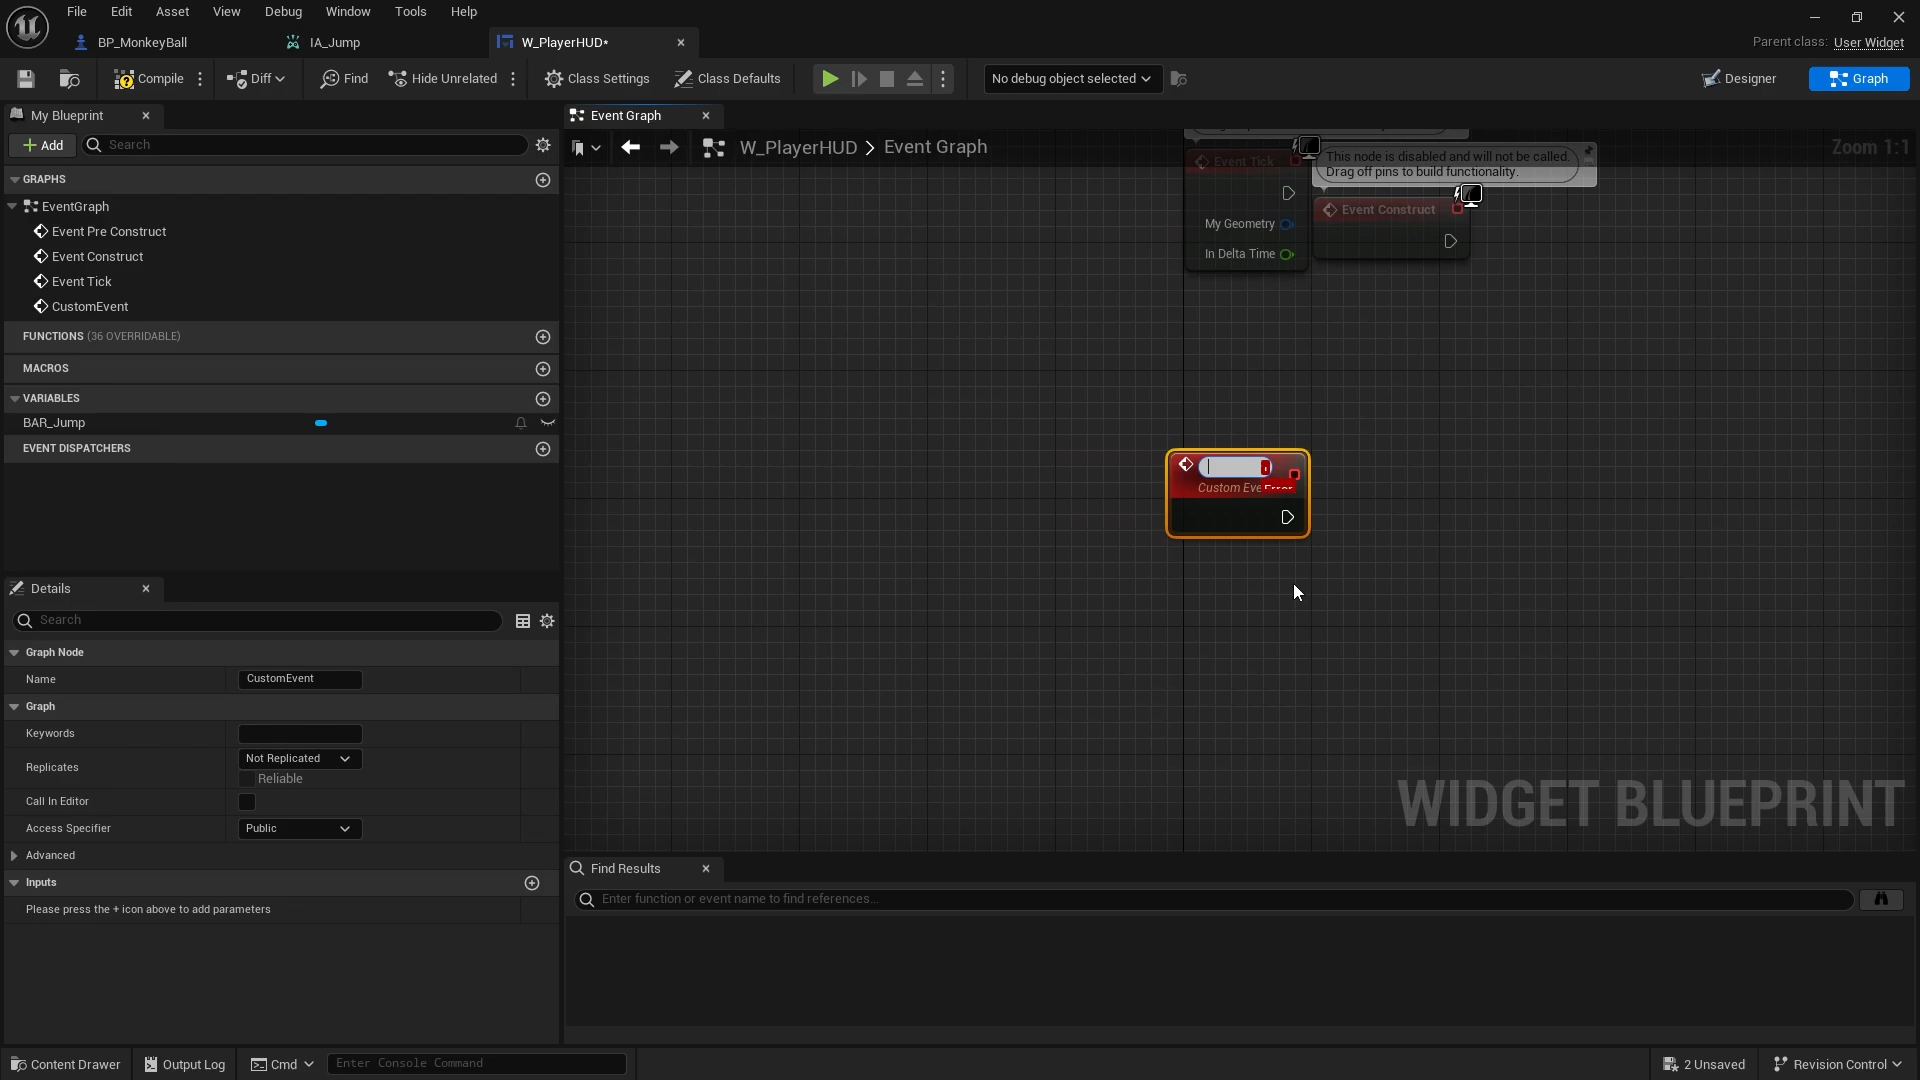 File Edit Asset View Debug Window Tools Help
BP_MonkeyBall IA_Jump W_PlayerHUD* Parent class: User Widget
Compile Diff Find Hide Unrelated Class Settings Class Defaults No debug object selected Designer Graph
My Blueprint
Add Search
GRAPHS
EventGraph
Event Pre Construct
Event Construct
Event Tick
CustomEvent
FUNCTIONS (36 OVERRIDABLE)
MACROS
VARIABLES
BAR_Jump
EVENT DISPATCHERS
Details
Search
Graph Node
Name CustomEvent
Graph
Keywords
Replicates Not Replicated
Reliable
Call In Editor
Access Specifier Public
Advanced
Inputs
Please press the + icon above to add parameters
Event Graph
W_PlayerHUD > Event Graph Zoom 1:1
Event Tick
My Geometry
In Delta Time
This node is disabled and will not be called.
Drag off pins to build functionality.
Event Construct
Custom Eve Error
WIDGET BLUEPRINT
Find Results
Enter function or event name to find references...
Content Drawer Output Log Cmd Enter Console Command 2 Unsaved Revision Control